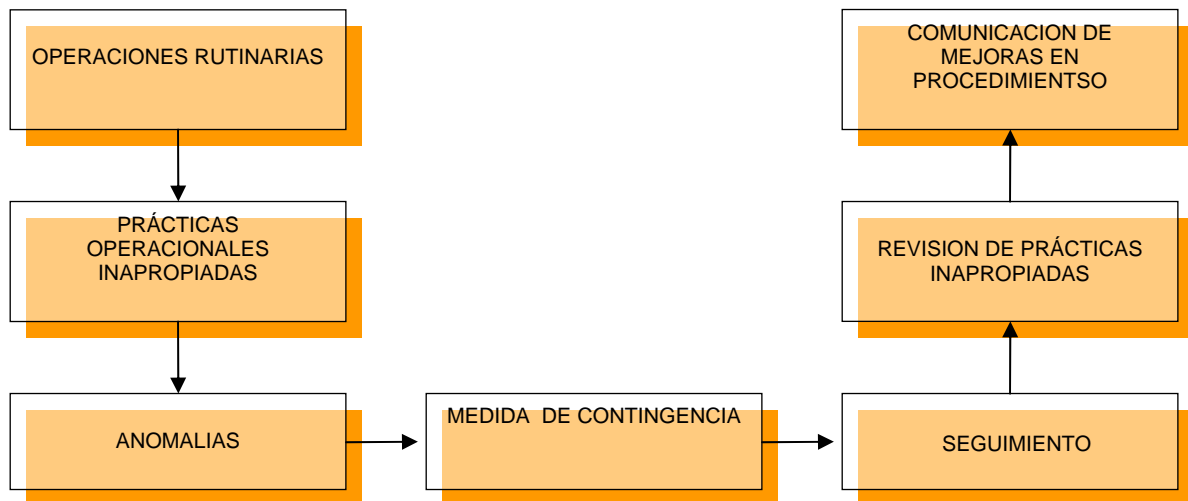 OPERACIONES RUTINARIAS
PRÁCTICAS
OPERACIONALES
INAPROPIADAS
ANOMALIAS
MEDIDA DE CONTINGENCIA
SEGUIMIENTO
REVISION DE PRÁCTICAS
INAPROPIADAS
COMUNICACION DE
MEJORAS EN
PROCEDIMIENTSO